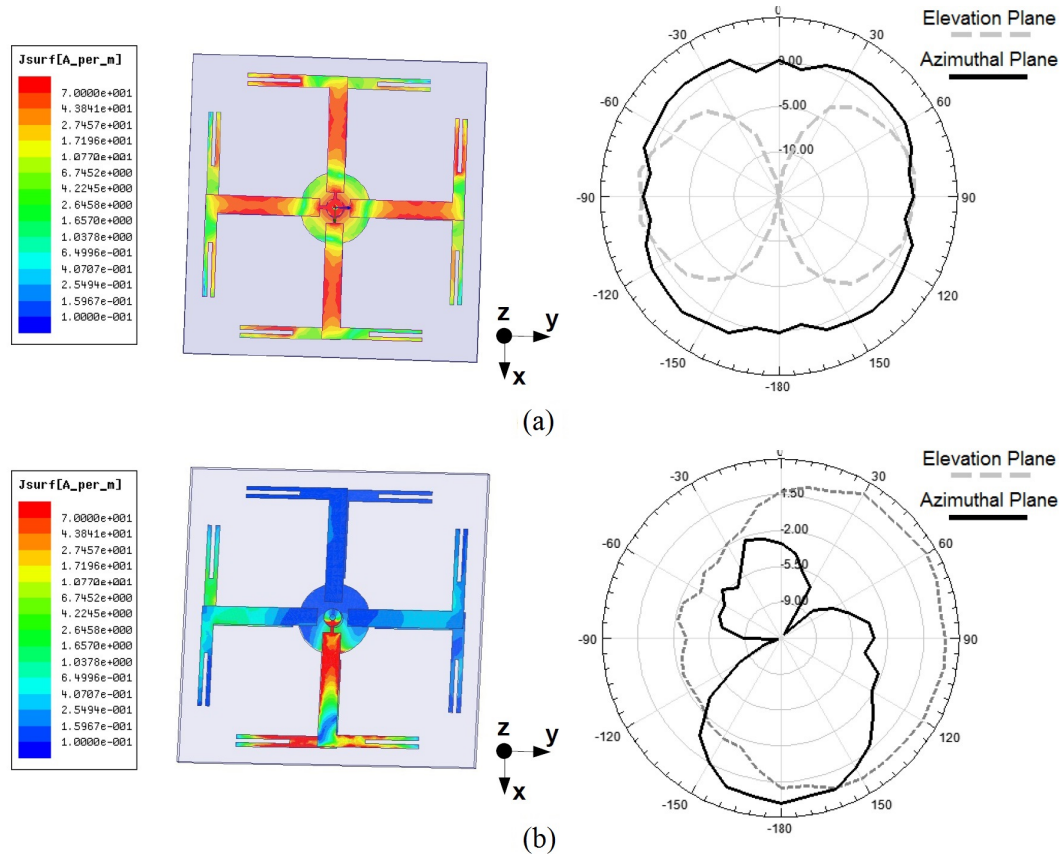 Jsurf[A_per_m]
7.0000e+001
4.3841e+001
2.7457e+001
1.7196e+001
1.0770e+001
6.7452e+000
4.2245e+000
2.6458e+000
1.6570e+000
1.0378e+000
6.4996e-001
4.0707e-001
2.5494e-001
1.5967e-001
1.0000e-001
z
y
x
Elevation Plane
Azimuthal Plane
-30
30
-60
60
-90
90
-120
120
-150
150
-180
-5.00
-10.00
(a)
Jsurf[A_per_m]
7.0000e+001
4.3841e+001
2.7457e+001
1.7196e+001
1.0770e+001
6.7452e+000
4.2245e+000
2.6458e+000
1.6570e+000
1.0378e+000
6.4996e-001
4.0707e-001
2.5494e-001
1.5967e-001
1.0000e-001
z
y
x
Elevation Plane
Azimuthal Plane
-30
30
1.50
-2.00
-60
60
-5.50
-9.00
-90
90
-120
120
-150
150
-180
(b)